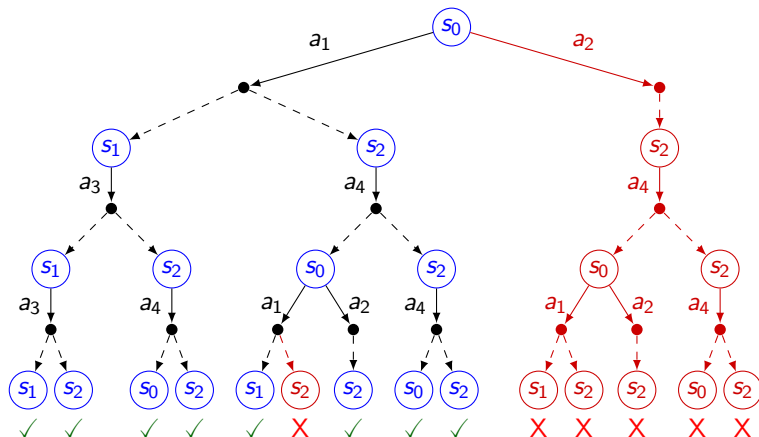 s₀
a₁ a₂
s₁ s₂ s₂
a₃ a₄ a₄
s₁ s₂ s₀ s₂ s₀ s₂
a₃ a₄ a₁ a₂ a₄ a₁ a₂ a₄
s₁ s₂ s₀ s₂ s₁ s₂ s₂ s₀ s₂ s₁ s₂ s₂ s₀ s₂
✓ ✓ ✓ ✓ ✓ X ✓ ✓ ✓ X X X X X